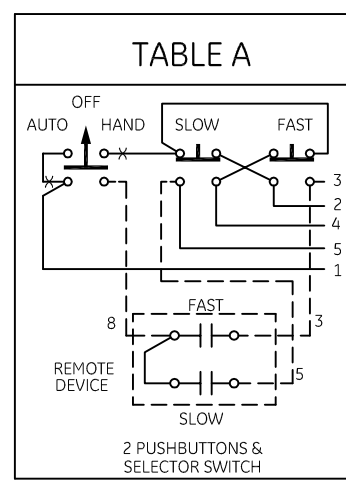 TABLE A
OFF
AUTO HAND SLOW FAST
X
X
3
2
4
5
1
FAST
8
3
REMOTE
DEVICE
5
SLOW
2 PUSHBUTTONS &
SELECTOR SWITCH